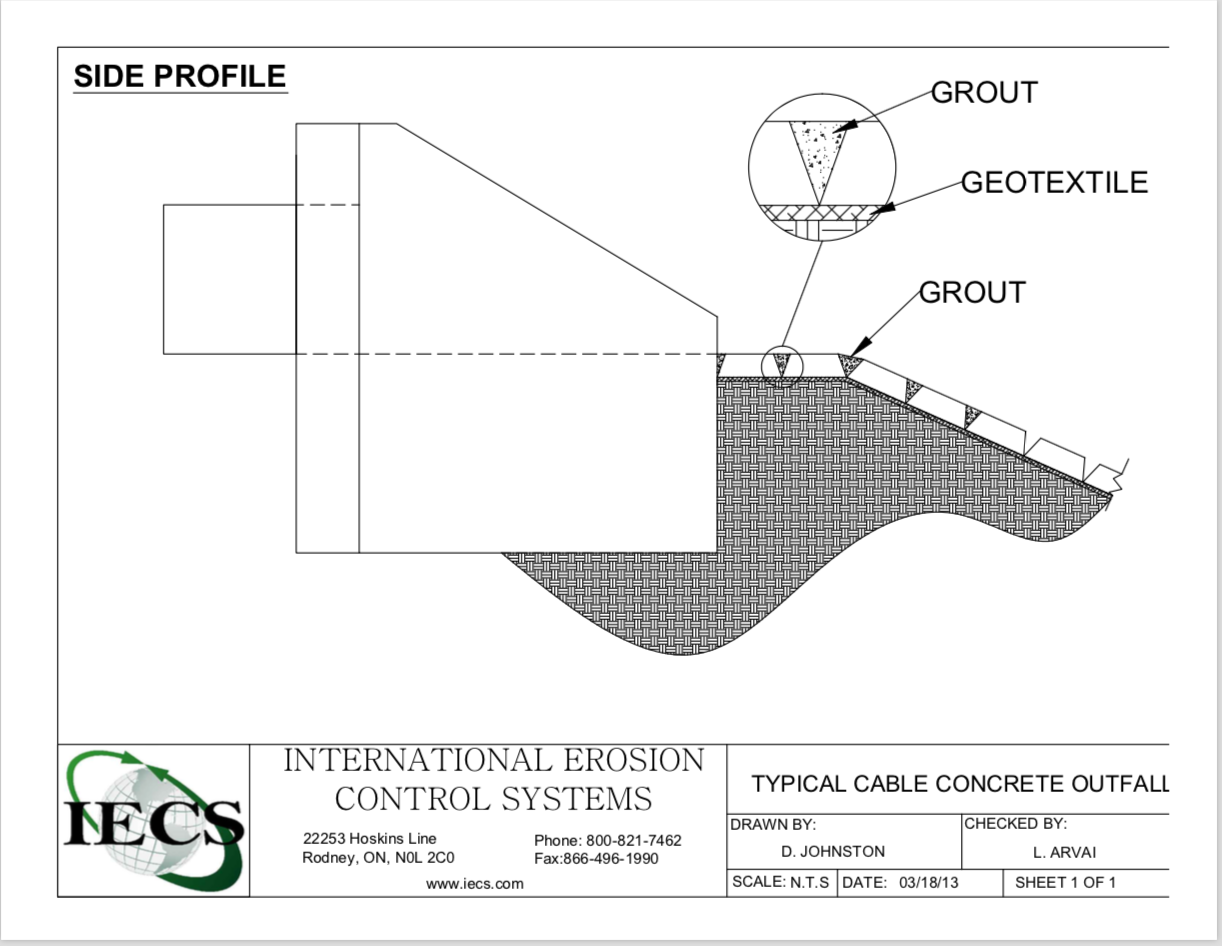 SIDE PROFILE
GROUT
GEOTEXTILE
GROUT
IECS
INTERNATIONAL EROSION
CONTROL SYSTEMS
22253 Hoskins Line
Rodney, ON, N0L 2C0
Phone: 800-821-7462
Fax:866-496-1990
www.iecs.com
TYPICAL CABLE CONCRETE OUTFALL
DRAWN BY:
D. JOHNSTON
CHECKED BY:
L. ARVAI
SCALE: N.T.S
DATE: 03/18/13
SHEET 1 OF 1